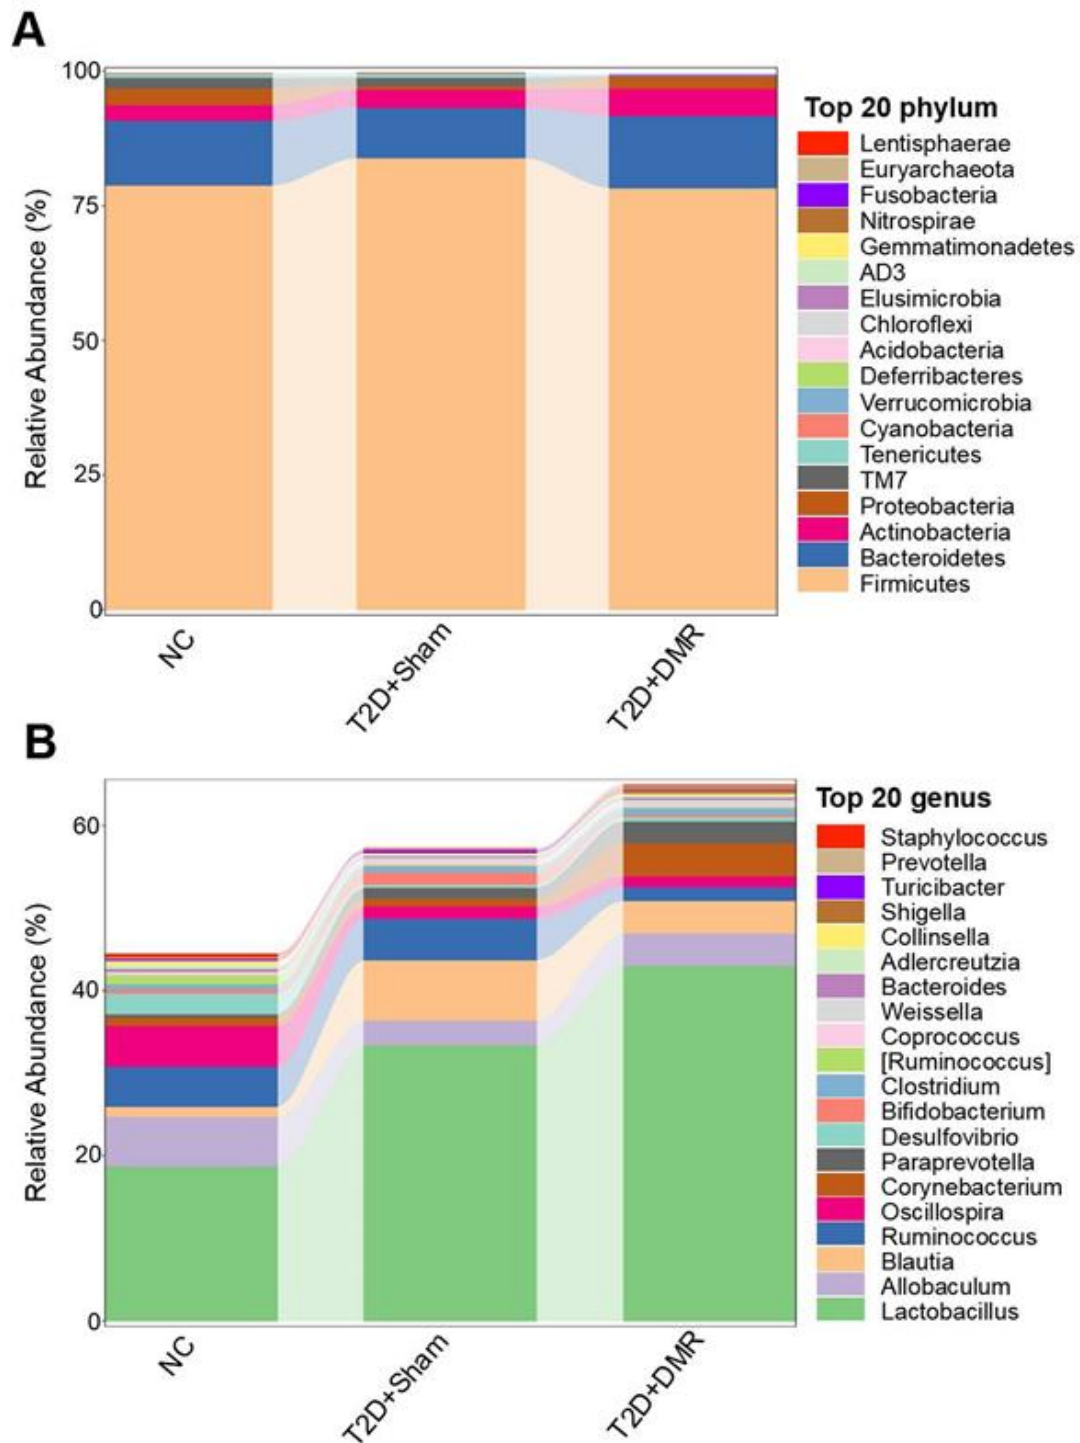 A
Relative Abundance (%)
100
75
50
25
0
NC
T2D+Sham
T2D+DMR
Top 20 phylum
Lentisphaerae
Euryarchaeota
Fusobacteria
Nitrospirae
Gemmatimonadetes
AD3
Elusimicrobia
Chloroflexi
Acidobacteria
Deferribacteres
Verrucomicrobia
Cyanobacteria
Tenericutes
TM7
Proteobacteria
Actinobacteria
Bacteroidetes
Firmicutes
B
Relative Abundance (%)
60
40
20
0
NC
T2D+Sham
T2D+DMR
Top 20 genus
Staphylococcus
Prevotella
Turicibacter
Shigella
Collinsella
Adlercreutzia
Bacteroides
Weissella
Coprococcus
[Ruminococcus]
Clostridium
Bifidobacterium
Desulfovibrio
Paraprevotella
Corynebacterium
Oscillospira
Ruminococcus
Blautia
Allobaculum
Lactobacillus